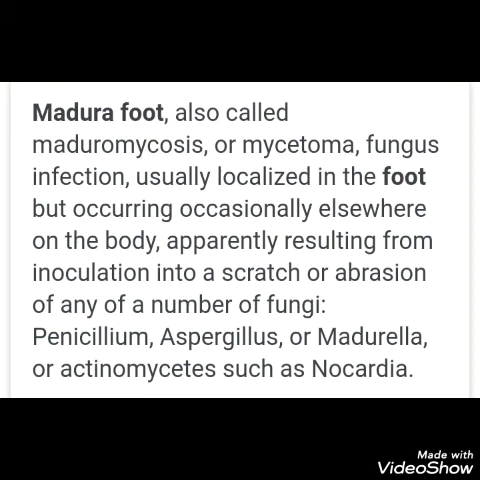 Madura foot, also called
maduromycosis, or mycetoma, fungus
infection, usually localized in the foot
but occurring occasionally elsewhere
on the body, apparently resulting from
inoculation into a scratch or abrasion
of any of a number of fungi:
Penicillium, Aspergillus, or Madurella,
or actinomycetes such as Nocardia.
Made with
VideoShow